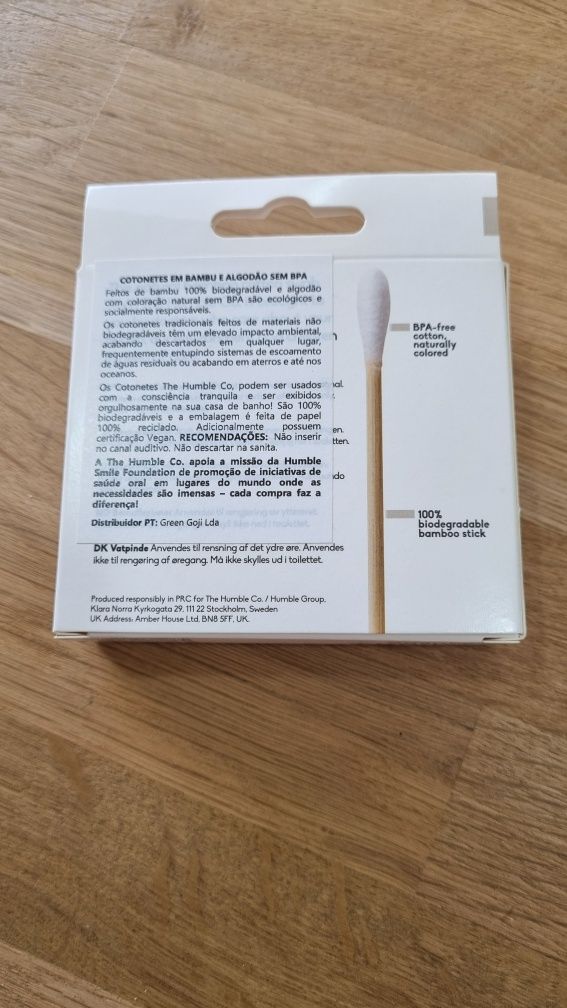 COTONETES EM BAMBU E ALGODÃO SEM BPA
Feitos de bambu 100% biodegradável e algodão
com coloração natural sem BPA são ecológicos e
socialmente responsáveis.
Os cotonetes tradicionais feitos de materiais não
biodegradáveis têm um elevado impacto ambiental,
acabando descartados em qualquer lugar,
frequentemente entupindo sistemas de escoamento
de águas residuais ou acabando em aterros e até nos
oceanos.
Os Cotonetes The Humble Co, podem ser usados
com a consciência tranquila e ser exibidos
orgulhosamente na sua casa de banho! São 100%
biodegradáveis e a embalagem é feita de papel
100% reciclado. Adicionalmente possuem
certificação Vegan. RECOMENDAÇÕES: Não inserir
no canal auditivo. Não descartar na sanita.
A The Humble Co. apoia a missão da Humble
Smile Foundation de promoção de iniciativas de
saúde oral em lugares do mundo onde as
necessidades são imensas – cada compra faz a
diferença!
Distribuidor PT: Green Goji Lda
DK Vatpinde Anvendes til rensning af det ydre øre. Anvendes
ikke til rengøring af øregang. Må ikke skylles ud i toilettet.
Produced responsibly in PRC for The Humble Co. / Humble Group,
Klara Norra Kyrkogata 29, 111 22 Stockholm, Sweden
UK Address: Amber House Ltd, BN8 5FF, UK.
BPA-free
cotton,
naturally
colored
100%
biodegradable
bamboo stick